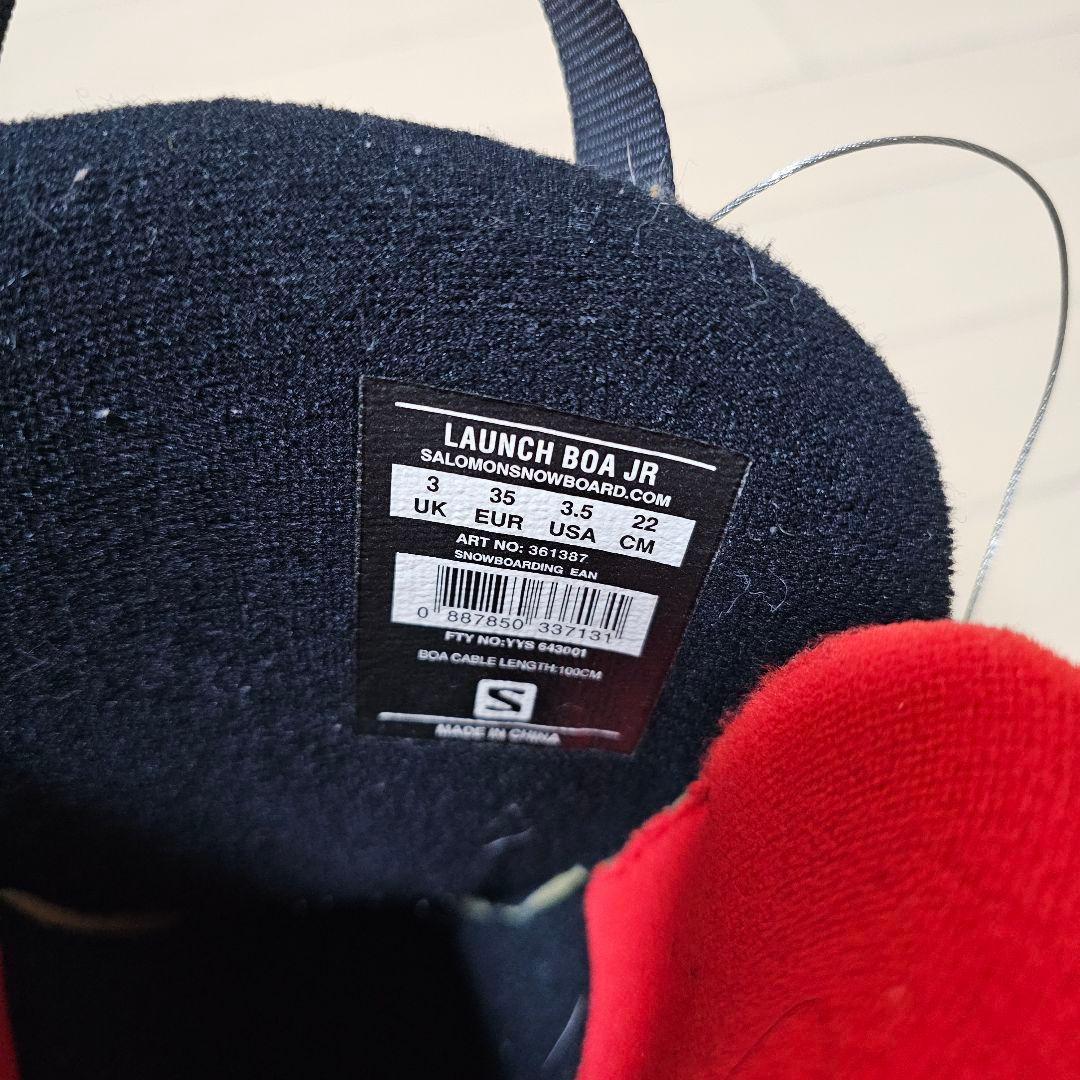 LAUNCH BOA JR
SALOMONSNOWBOARD.COM
3 35 3.5 22
UK EUR USA CM
ART NO: 361387
SNOWBOARDING EAN
0 887850 337131
FTY NO:YYS 643001
BOA CABLE LENGTH:100CM
S
MADE IN CHINA